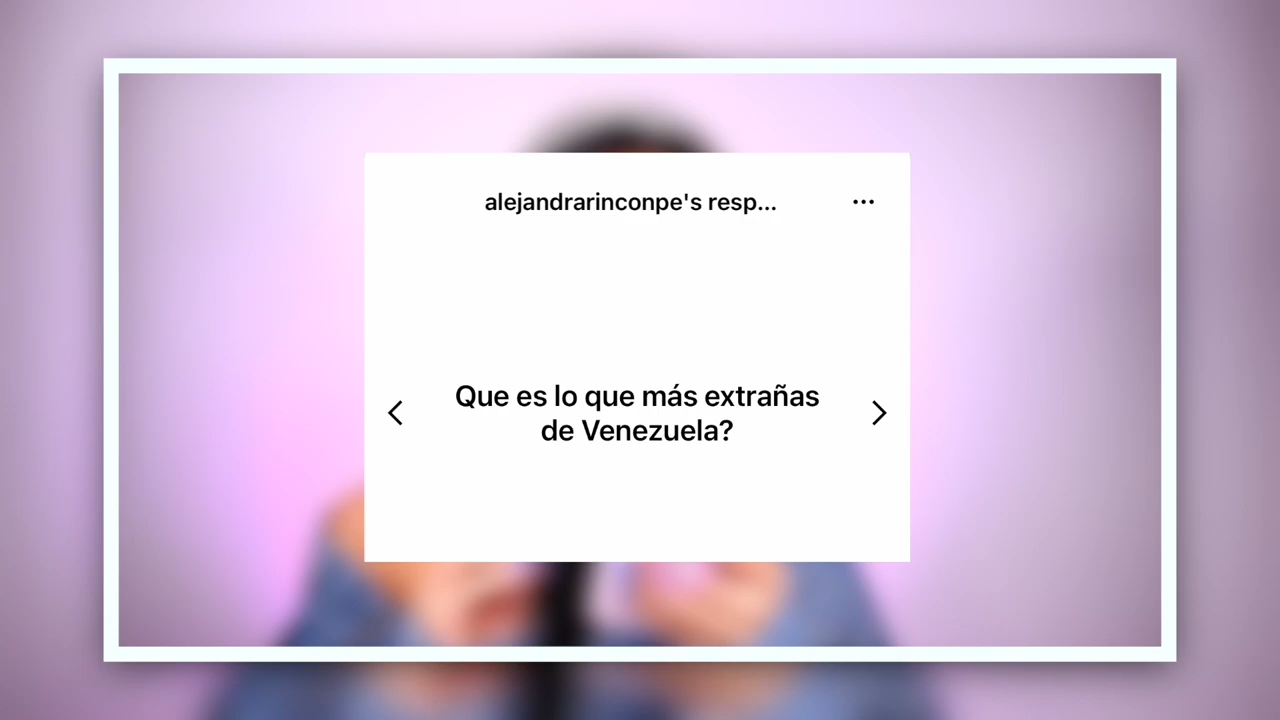 alejandrarinconpe's resp...
Que es lo que más extrañas
de Venezuela?